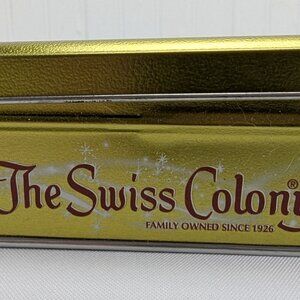 The Swiss Colony®
FAMILY OWNED SINCE 1926